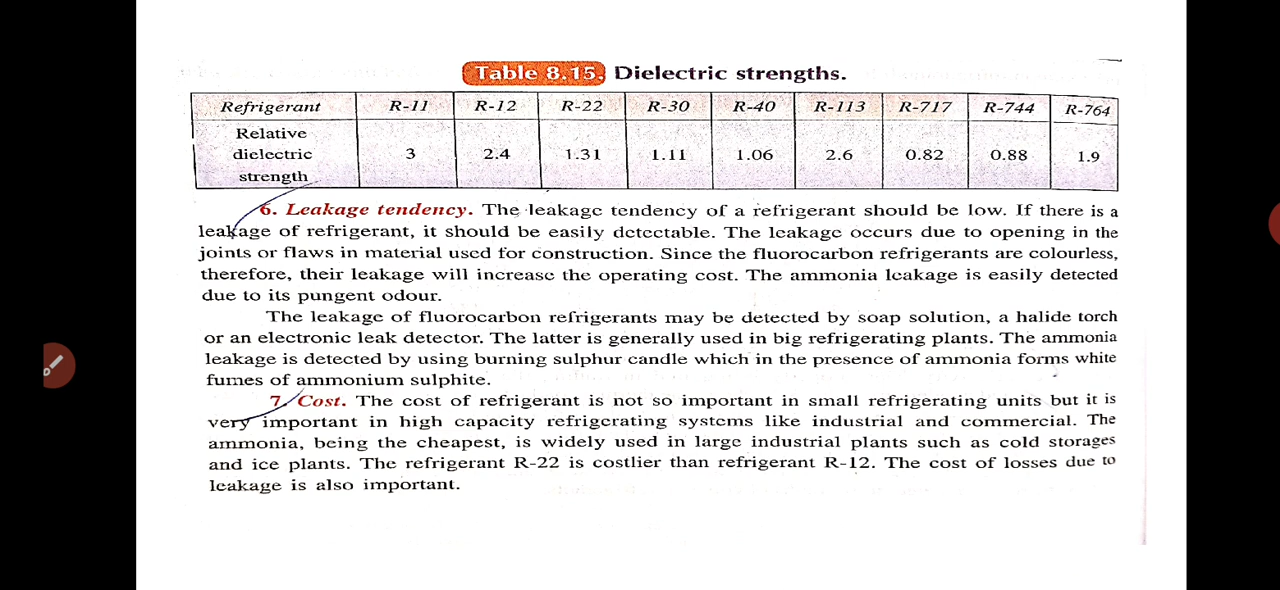 Table 8.15. Dielectric strengths.
Refrigerant R-11 R-12 R-22 R-30 R-40 R-113 R-717 R-744 R-764
Relative
dielectric 3 2.4 1.31 1.11 1.06 2.6 0.82 0.88 1.9
strength
6. Leakage tendency. The leakage tendency of a refrigerant should be low. If there is a
leakage of refrigerant, it should be easily detectable. The leakage occurs due to opening in the
joints or flaws in material used for construction. Since the fluorocarbon refrigerants are colourless,
therefore, their leakage will increase the operating cost. The ammonia leakage is easily detected
due to its pungent odour.
The leakage of fluorocarbon refrigerants may be detected by soap solution, a halide torch
or an electronic leak detector. The latter is generally used in big refrigerating plants. The ammonia
leakage is detected by using burning sulphur candle which in the presence of ammonia forms white
fumes of ammonium sulphite.
7. Cost. The cost of refrigerant is not so important in small refrigerating units but it is
very important in high capacity refrigerating systems like industrial and commercial. The
ammonia, being the cheapest, is widely used in large industrial plants such as cold storages
and ice plants. The refrigerant R-22 is costlier than refrigerant R-12. The cost of losses due to
leakage is also important.